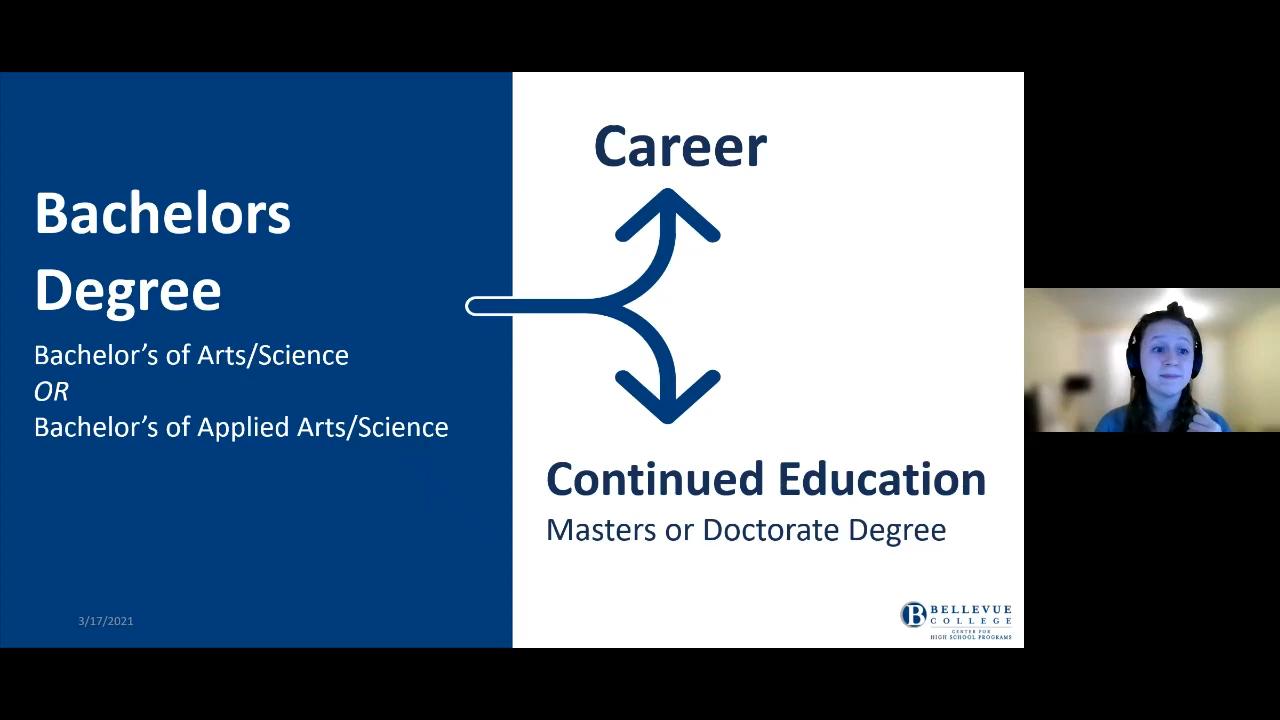 Bachelors
Degree
Bachelor's of Arts/Science
OR
Bachelor's of Applied Arts/Science
3/17/2021
Career
Continued Education
Masters or Doctorate Degree
B BELLEVUE
COLLEGE
CENTER FOR
HIGH SCHOOL PROGRAMS